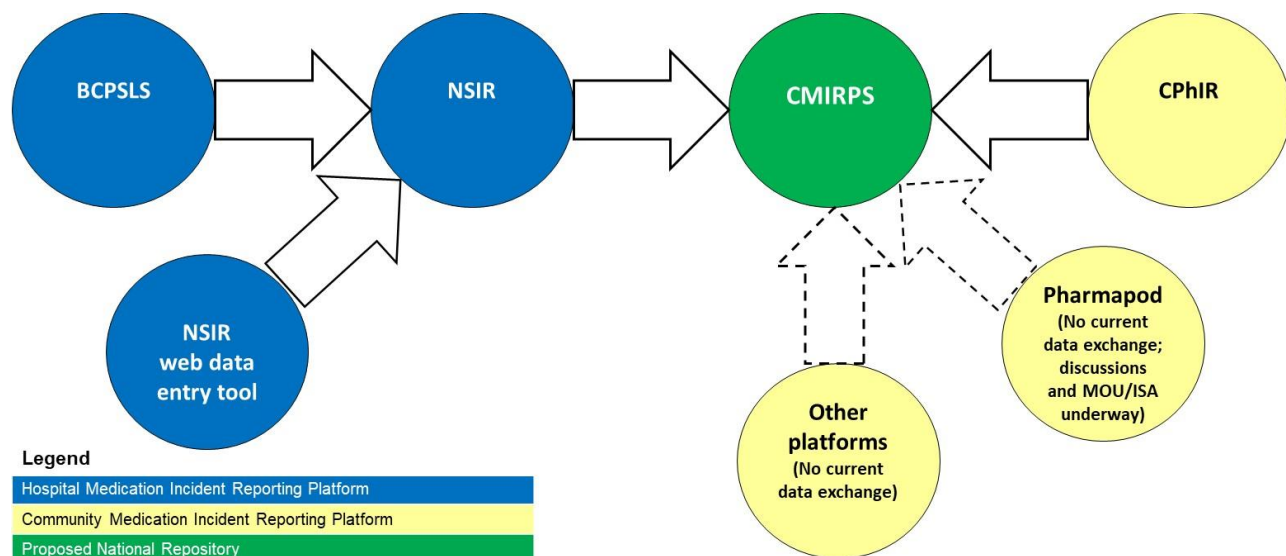 BCPSLS
NSIR
CMIRPS
CPhIR
NSIR
web data
entry tool
Other
platforms
(No current
data exchange)
Pharmapod
(No current
data exchange;
discussions
and MOU/ISA
underway)
Legend
Hospital Medication Incident Reporting Platform
Community Medication Incident Reporting Platform
Proposed National Repository